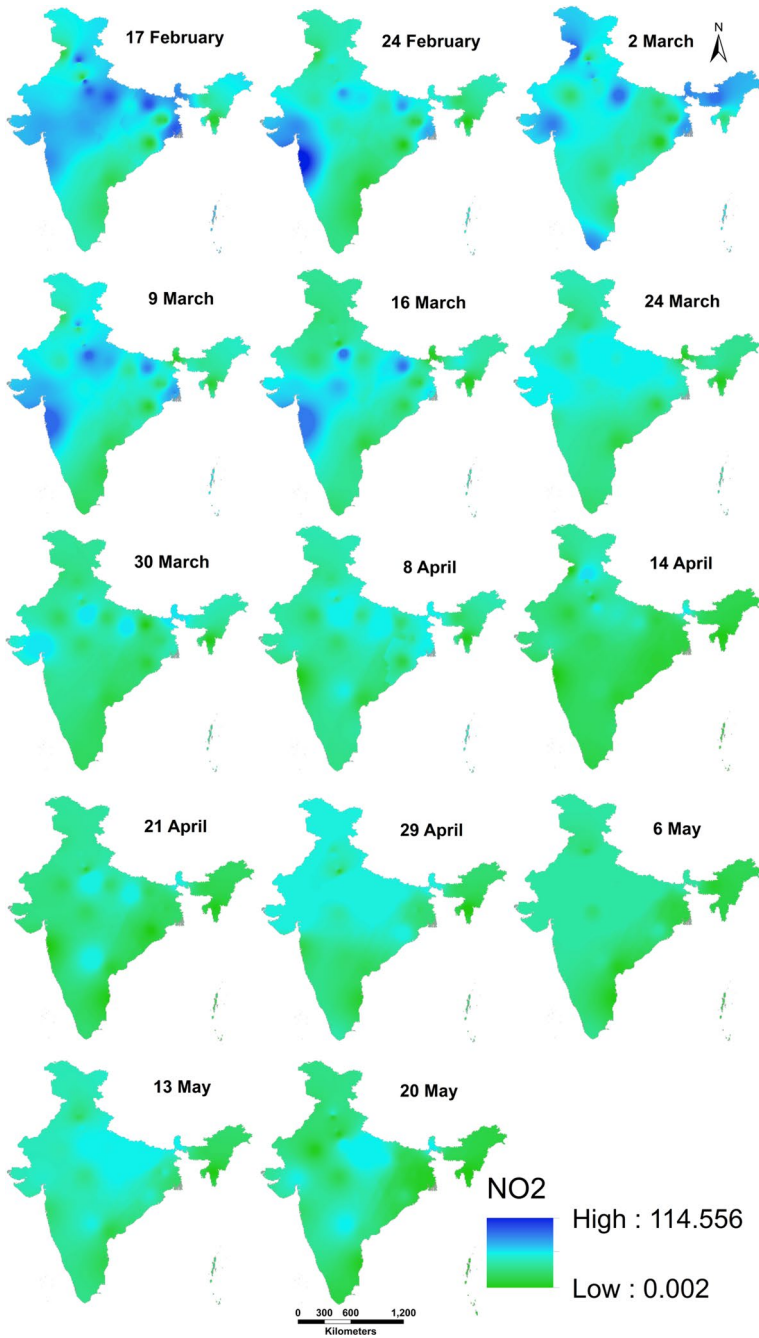 17 February
24 February
2 March
N
9 March
16 March
24 March
30 March
8 April
14 April
21 April
29 April
6 May
13 May
20 May
NO2
High : 114.556
Low : 0.002
0 300 600 1,200
Kilometers